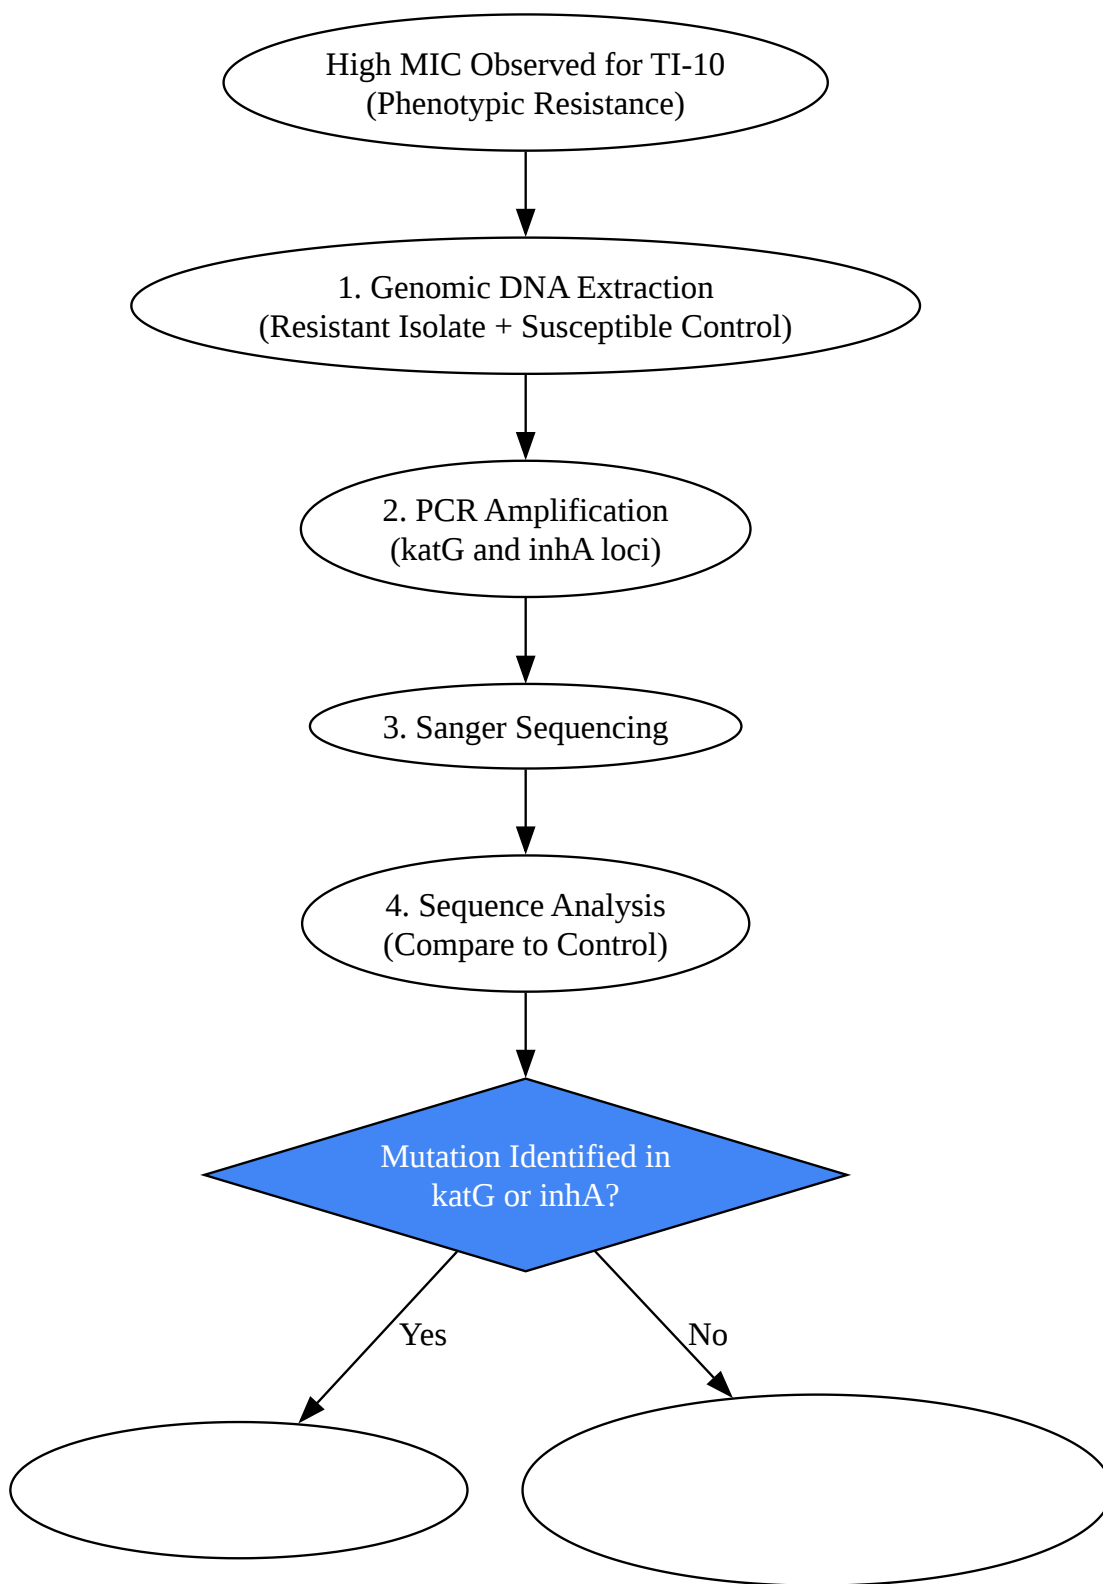 High MIC Observed for TI-10
(Phenotypic Resistance)
1. Genomic DNA Extraction
(Resistant Isolate + Susceptible Control)
2. PCR Amplification
(katG and inhA loci)
3. Sanger Sequencing
4. Sequence Analysis
(Compare to Control)
Mutation Identified in
katG or inhA?
Yes
No